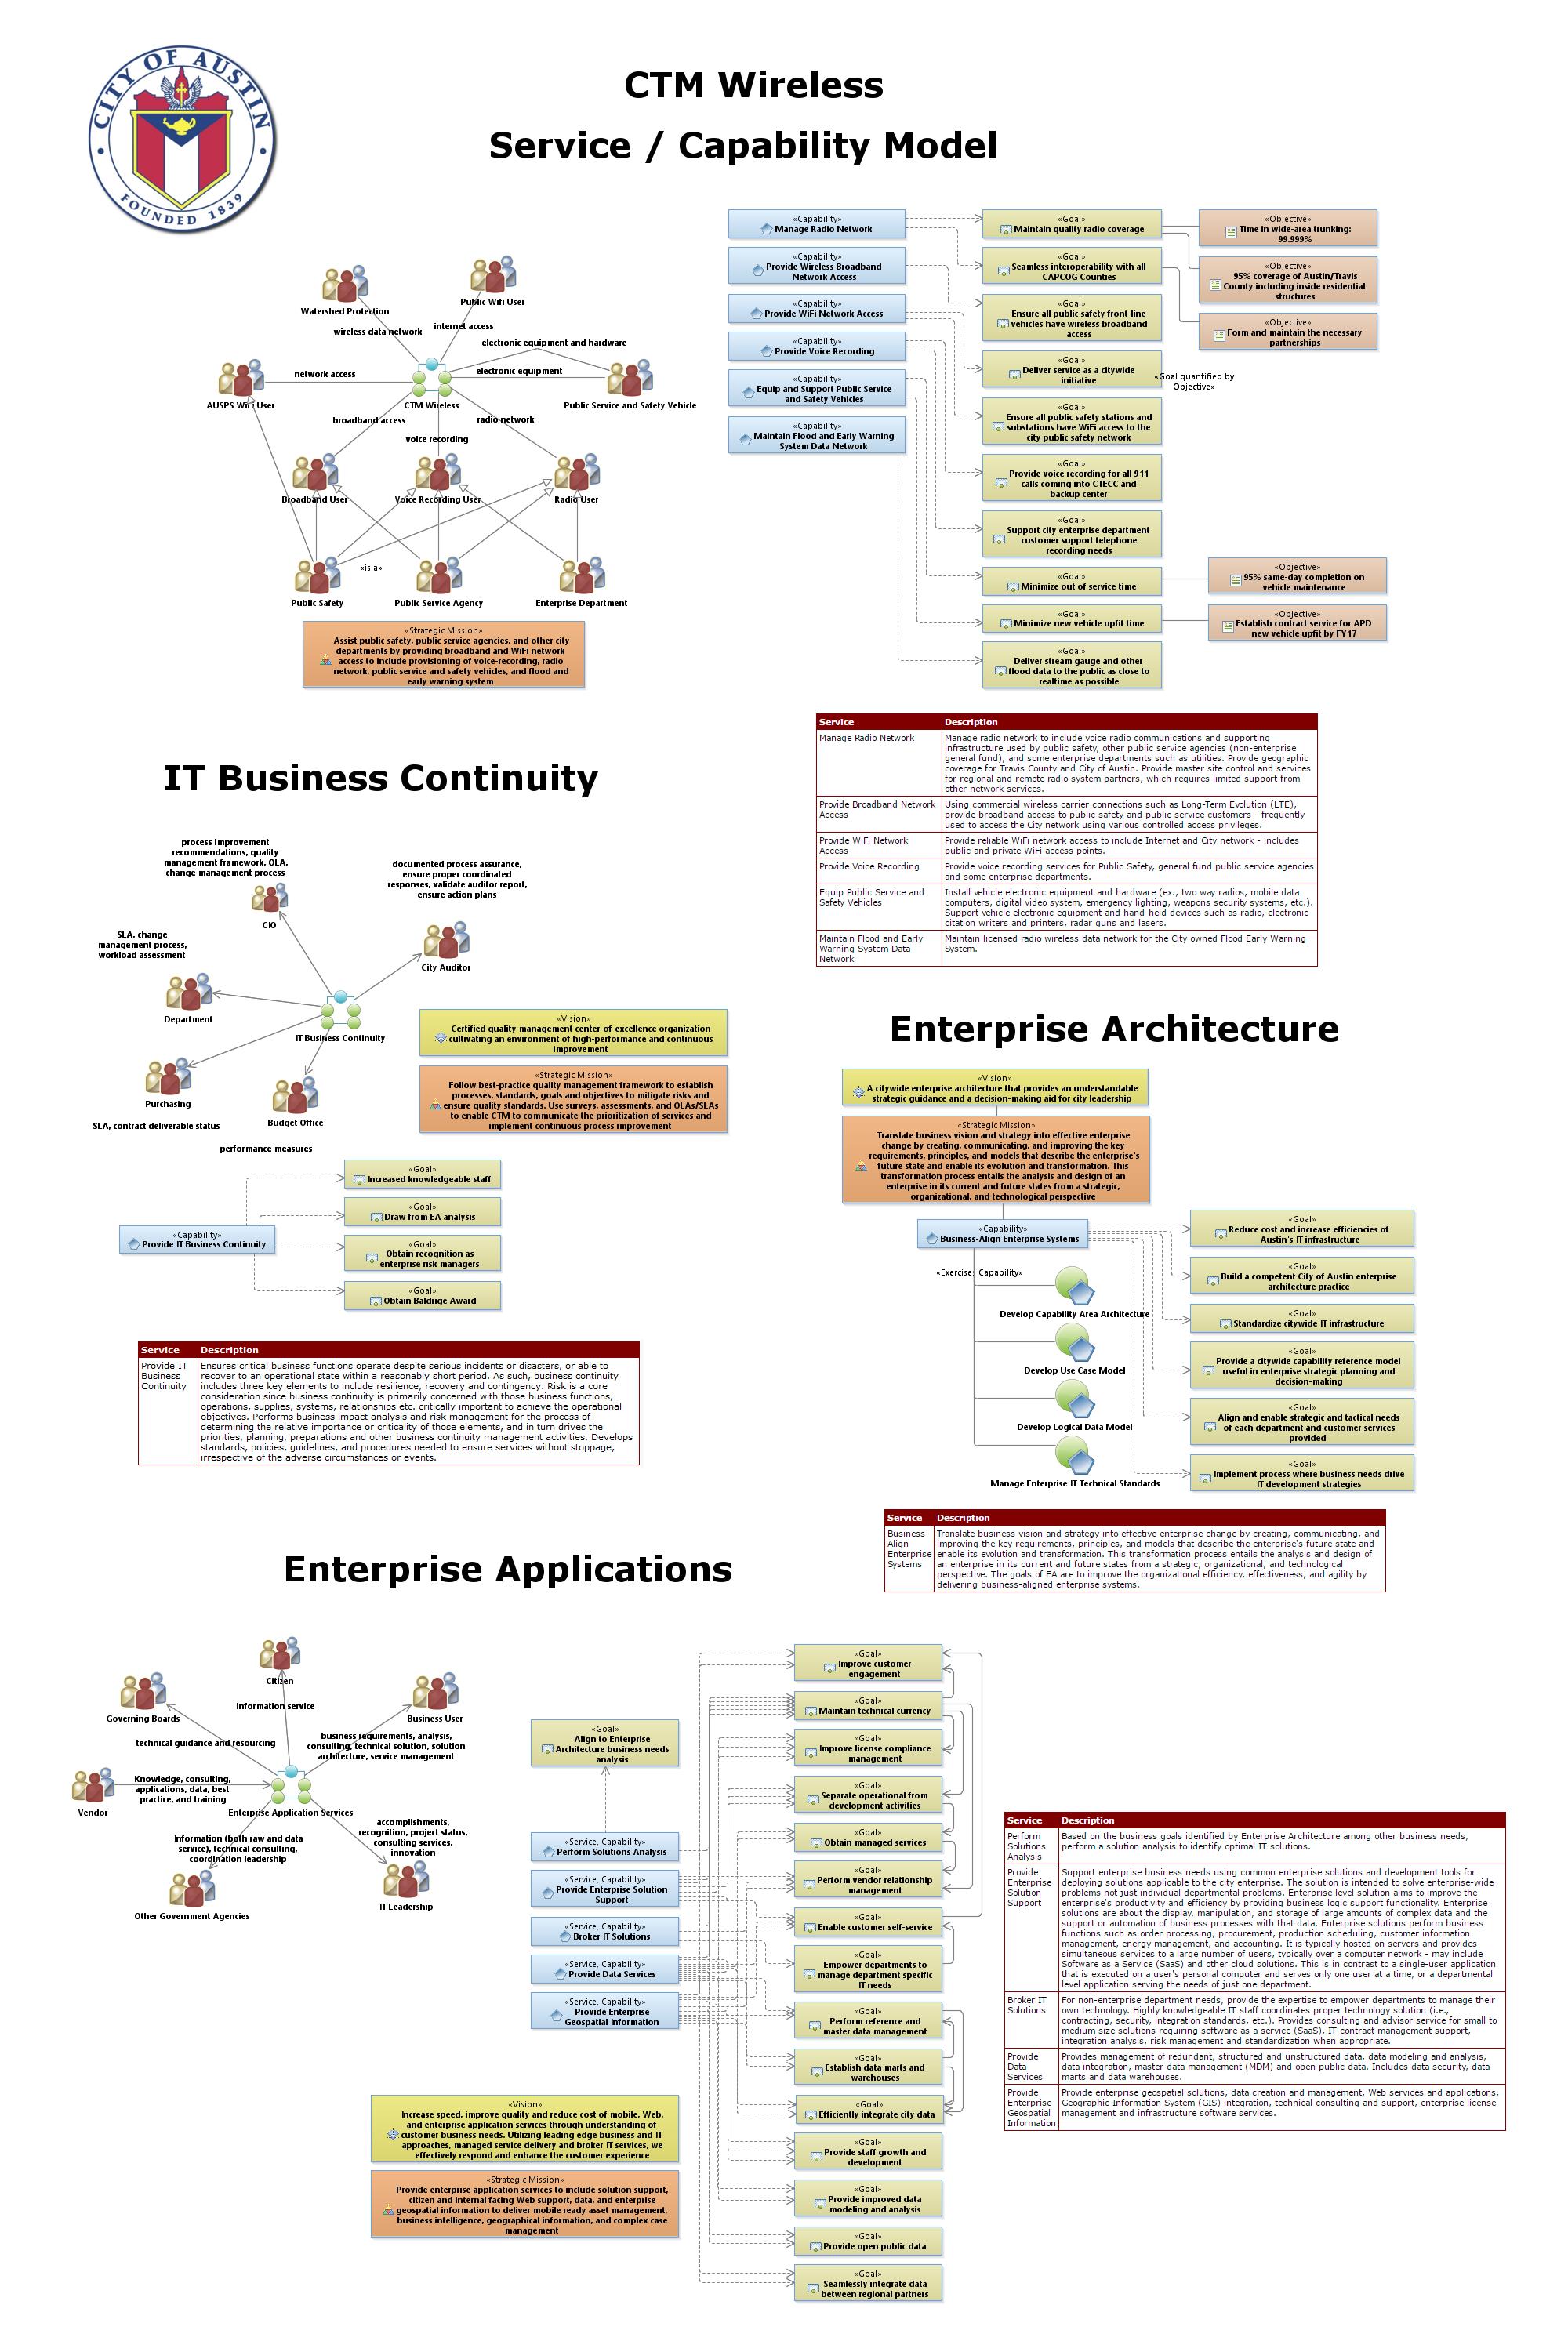 CITY OF AUSTIN
FOUNDED 1839
CTM Wireless
Service / Capability Model
Watershed Protection
Public Wifi User
wireless data network
internet access
electronic equipment and hardware
network access
electronic equipment
AUSPS WiFi User
CTM Wireless
Public Service and Safety Vehicle
broadband access
radio network
voice recording
Broadband User
Voice Recording User
Radio User
«is a»
Public Safety
Public Service Agency
Enterprise Department
«Strategic Mission»
Assist public safety, public service agencies, and other city
departments by providing broadband and WiFi network
access to include provisioning of voice-recording, radio
network, public service and safety vehicles, and flood and
early warning system
«Capability»
Manage Radio Network
«Capability»
Provide Wireless Broadband
Network Access
«Capability»
Provide WiFi Network Access
«Capability»
Provide Voice Recording
«Capability»
Equip and Support Public Service
and Safety Vehicles
«Capability»
Maintain Flood and Early Warning
System Data Network
«Goal»
Maintain quality radio coverage
«Goal»
Seamless interoperability with all
CAPCOG Counties
«Goal»
Ensure all public safety front-line
vehicles have wireless broadband
access
«Goal»
Deliver service as a citywide
initiative
«Goal»
Ensure all public safety stations and
substations have WiFi access to the
city public safety network
«Goal»
Provide voice recording for all 911
calls coming into CTECC and
backup center
«Goal»
Support city enterprise department
customer support telephone
recording needs
«Goal»
Minimize out of service time
«Goal»
Minimize new vehicle upfit time
«Goal»
Deliver stream gauge and other
flood data to the public as close to
realtime as possible
«Objective»
Time in wide-area trunking:
99.999%
«Objective»
95% coverage of Austin/Travis
County including inside residential
structures
«Objective»
Form and maintain the necessary
partnerships
«Goal quantified by
Objective»
«Objective»
95% same-day completion on
vehicle maintenance
«Objective»
Establish contract service for APD
new vehicle upfit by FY17
Service Description
Manage Radio Network
Manage radio network to include voice radio communications and supporting
infrastructure used by public safety, other public service agencies (non-enterprise
general fund), and some enterprise departments such as utilities. Provide geographic
coverage for Travis County and City of Austin. Provide master site control and services
for regional and remote radio system partners, which requires limited support from
other network services.
Provide Broadband Network
Access
Using commercial wireless carrier connections such as Long-Term Evolution (LTE),
provide broadband access to public safety and public service customers - frequently
used to access the City network using various controlled access privileges.
Provide WiFi Network
Access
Provide reliable WiFi network access to include Internet and City network - includes
public and private WiFi access points.
Provide Voice Recording
Provide voice recording services for Public Safety, general fund public service agencies
and some enterprise departments.
Equip Public Service and
Safety Vehicles
Install vehicle electronic equipment and hardware (ex., two way radios, mobile data
computers, digital video system, emergency lighting, weapons security systems, etc.).
Support vehicle electronic equipment and hand-held devices such as radio, electronic
citation writers and printers, radar guns and lasers.
Maintain Flood and Early
Warning System Data
Network
Maintain licensed radio wireless data network for the City owned Flood Early Warning
System.
IT Business Continuity
process improvement
recommendations, quality
management framework, OLA,
change management process
documented process assurance,
ensure proper coordinated
responses, validate auditor report,
ensure action plans
CIO
SLA, change
management process,
workload assessment
City Auditor
Department
IT Business Continuity
Purchasing
Budget Office
SLA, contract deliverable status
performance measures
«Vision»
Certified quality management center-of-excellence organization
cultivating an environment of high-performance and continuous
improvement
«Strategic Mission»
Follow best-practice quality management framework to establish
processes, standards, goals and objectives to mitigate risks and
ensure quality standards. Use surveys, assessments, and OLAs/SLAs
to enable CTM to communicate the prioritization of services and
implement continuous process improvement
«Capability»
Provide IT Business Continuity
«Goal»
Increased knowledgeable staff
«Goal»
Draw from EA analysis
«Goal»
Obtain recognition as
enterprise risk managers
«Goal»
Obtain Baldrige Award
Service Description
Provide IT
Business
Continuity
Ensures critical business functions operate despite serious incidents or disasters, or able to
recover to an operational state within a reasonably short period. As such, business continuity
includes three key elements to include resilience, recovery and contingency. Risk is a core
consideration since business continuity is primarily concerned with those business functions,
operations, supplies, systems, relationships etc. critically important to achieve the operational
objectives. Performs business impact analysis and risk management for the process of
determining the relative importance or criticality of those elements, and in turn drives the
priorities, planning, preparations and other business continuity management activities. Develops
standards, policies, guidelines, and procedures needed to ensure services without stoppage,
irrespective of the adverse circumstances or events.
Enterprise Architecture
«Vision»
A citywide enterprise architecture that provides an understandable
strategic guidance and a decision-making aid for city leadership
«Strategic Mission»
Translate business vision and strategy into effective enterprise
change by creating, communicating, and improving the key
requirements, principles, and models that describe the enterprise's
future state and enable its evolution and transformation. This
transformation process entails the analysis and design of an
enterprise in its current and future states from a strategic,
organizational, and technological perspective
«Capability»
Business-Align Enterprise Systems
«Exercises Capability»
Develop Capability Area Architecture
Develop Use Case Model
Develop Logical Data Model
Manage Enterprise IT Technical Standards
«Goal»
Reduce cost and increase efficiencies of
Austin's IT infrastructure
«Goal»
Build a competent City of Austin enterprise
architecture practice
«Goal»
Standardize citywide IT infrastructure
«Goal»
Provide a citywide capability reference model
useful in enterprise strategic planning and
decision-making
«Goal»
Align and enable strategic and tactical needs
of each department and customer services
provided
«Goal»
Implement process where business needs drive
IT development strategies
Service Description
Business-
Align
Enterprise
Systems
Translate business vision and strategy into effective enterprise change by creating, communicating, and
improving the key requirements, principles, and models that describe the enterprise's future state and
enable its evolution and transformation. This transformation process entails the analysis and design of
an enterprise in its current and future states from a strategic, organizational, and technological
perspective. The goals of EA are to improve the organizational efficiency, effectiveness, and agility by
delivering business-aligned enterprise systems.
Enterprise Applications
Citizen
Governing Boards
information service
Business User
technical guidance and resourcing
business requirements, analysis,
consulting, technical solution, solution
architecture, service management
Vendor
Knowledge, consulting,
applications, data, best
practice, and training
Enterprise Application Services
Information (both raw and data
service), technical consulting,
coordination leadership
accomplishments,
recognition, project status,
consulting services,
innovation
Other Government Agencies
IT Leadership
«Goal»
Align to Enterprise
Architecture business needs
analysis
«Service, Capability»
Perform Solutions Analysis
«Service, Capability»
Provide Enterprise Solution
Support
«Service, Capability»
Broker IT Solutions
«Service, Capability»
Provide Data Services
«Service, Capability»
Provide Enterprise
Geospatial Information
«Vision»
Increase speed, improve quality and reduce cost of mobile, Web,
and enterprise application services through understanding of
customer business needs. Utilizing leading edge business and IT
approaches, managed service delivery and broker IT services, we
effectively respond and enhance the customer experience
«Strategic Mission»
Provide enterprise application services to include solution support,
citizen and internal facing Web support, data, and enterprise
geospatial information to deliver mobile ready asset management,
business intelligence, geographical information, and complex case
management
«Goal»
Improve customer
engagement
«Goal»
Maintain technical currency
«Goal»
Improve license compliance
management
«Goal»
Separate operational from
development activities
«Goal»
Obtain managed services
«Goal»
Perform vendor relationship
management
«Goal»
Enable customer self-service
«Goal»
Empower departments to
manage department specific
IT needs
«Goal»
Perform reference and
master data management
«Goal»
Establish data marts and
warehouses
«Goal»
Efficiently integrate city data
«Goal»
Provide staff growth and
development
«Goal»
Provide improved data
modeling and analysis
«Goal»
Provide open public data
«Goal»
Seamlessly integrate data
between regional partners
Service Description
Perform
Solutions
Analysis
Based on the business goals identified by Enterprise Architecture among other business needs,
perform a solution analysis to identify optimal IT solutions.
Provide
Enterprise
Solution
Support
Support enterprise business needs using common enterprise solutions and development tools for
deploying solutions applicable to the city enterprise. The solution is intended to solve enterprise-wide
problems not just individual departmental problems. Enterprise level solution aims to improve the
enterprise's productivity and efficiency by providing business logic support functionality. Enterprise
solutions are about the display, manipulation, and storage of large amounts of complex data and the
support or automation of business processes with that data. Enterprise solutions perform business
functions such as order processing, procurement, production scheduling, customer information
management, energy management, and accounting. It is typically hosted on servers and provides
simultaneous services to a large number of users, typically over a computer network - may include
Software as a Service (SaaS) and other cloud solutions. This is in contrast to a single-user application
that is executed on a user's personal computer and serves only one user at a time, or a departmental
level application serving the needs of just one department.
Broker IT
Solutions
For non-enterprise department needs, provide the expertise to empower departments to manage their
own technology. Highly knowledgeable IT staff coordinates proper technology solution (i.e.,
contracting, security, integration standards, etc.). Provides consulting and advisor service for small to
medium size solutions requiring software as a service (SaaS), IT contract management support,
integration analysis, risk management and standardization when appropriate.
Provide
Data
Services
Provides management of redundant, structured and unstructured data, data modeling and analysis,
data integration, master data management (MDM) and open public data. Includes data security, data
marts and data warehouses.
Provide
Enterprise
Geospatial
Information
Provide enterprise geospatial solutions, data creation and management, Web services and applications,
Geographic Information System (GIS) integration, technical consulting and support, enterprise license
management and infrastructure software services.